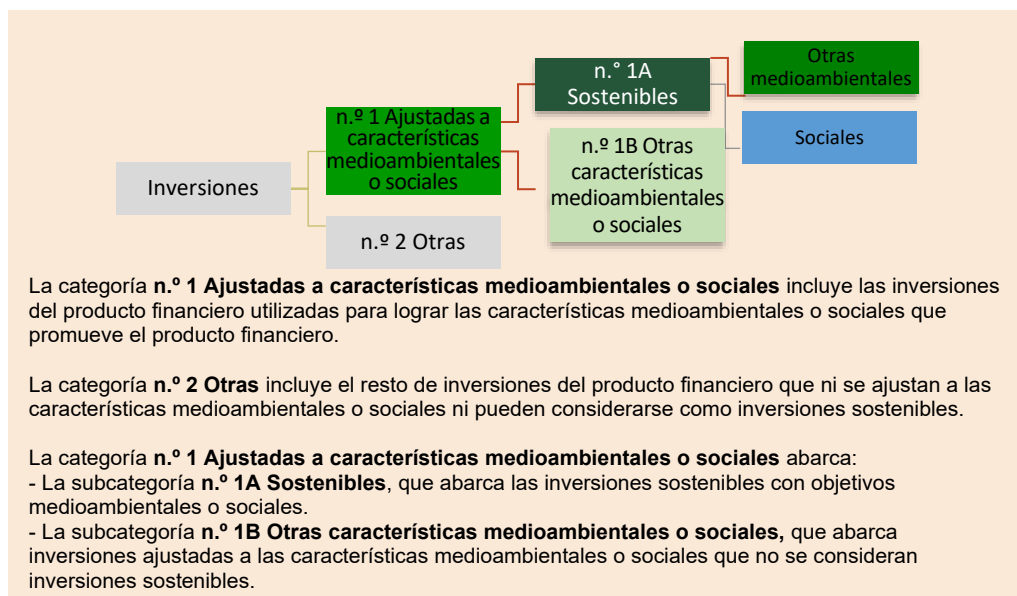 Inversiones
n.º 1 Ajustadas a
características
medioambientales
o sociales
n.º 2 Otras
n.° 1A
Sostenibles
n.º 1B Otras
características
medioambientales
o sociales
Otras
medioambientales
Sociales
La categoría n.º 1 Ajustadas a características medioambientales o sociales incluye las inversiones
del producto financiero utilizadas para lograr las características medioambientales o sociales que
promueve el producto financiero.
La categoría n.º 2 Otras incluye el resto de inversiones del producto financiero que ni se ajustan a las
características medioambientales o sociales ni pueden considerarse como inversiones sostenibles.
La categoría n.º 1 Ajustadas a características medioambientales o sociales abarca:
- La subcategoría n.º 1A Sostenibles, que abarca las inversiones sostenibles con objetivos
medioambientales o sociales.
- La subcategoría n.º 1B Otras características medioambientales o sociales, que abarca
inversiones ajustadas a las características medioambientales o sociales que no se consideran
inversiones sostenibles.